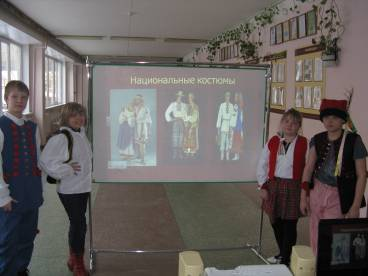 Национальные костюмы